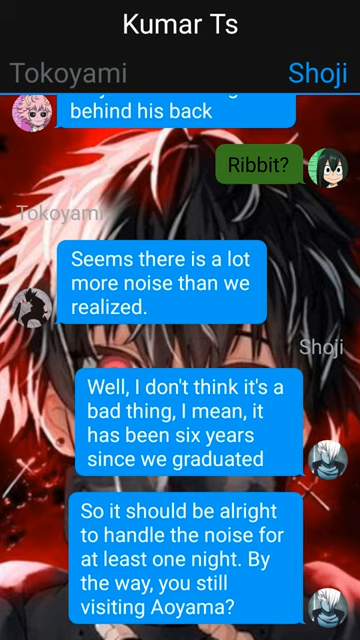 Kumar Ts
Tokoyami
Shoji
behind his back
Ribbit?
Tokoyami
Seems there is a lot
more noise than we
realized.
Shoji
Well, I don't think it's a
bad thing, I mean, it
has been six years
since we graduated
So it should be alright
to handle the noise for
at least one night. By
the way, you still
visiting Aoyama?